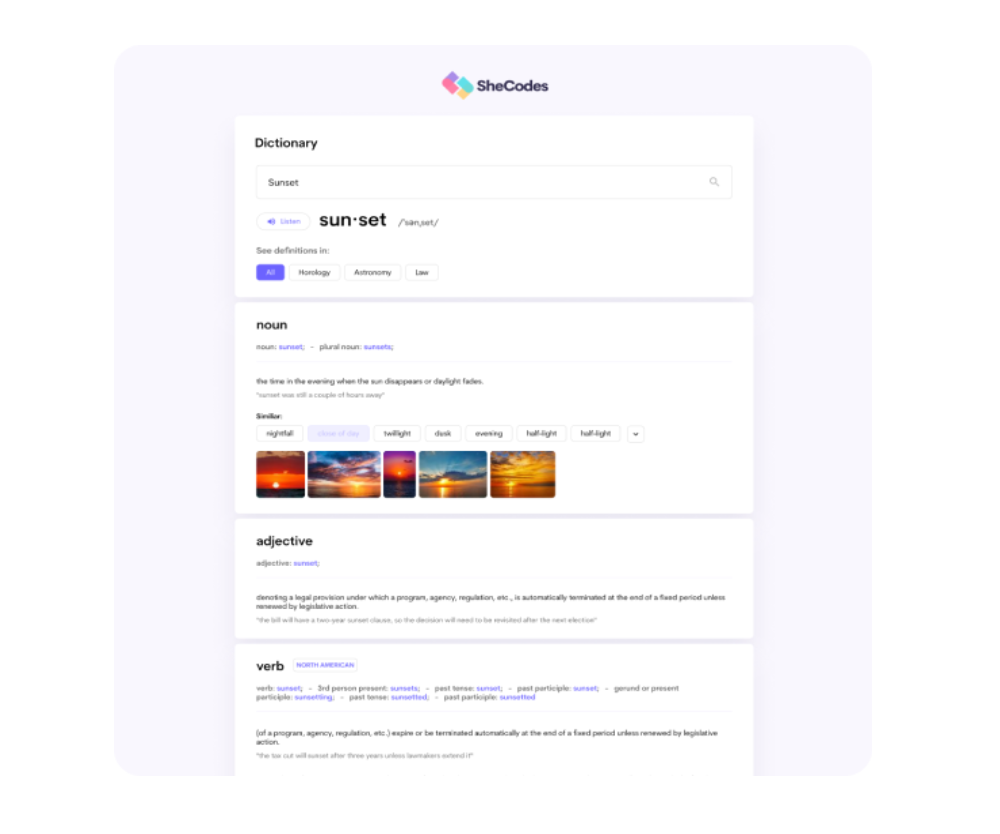 SheCodes
Dictionary
Sunset
Listen sun·set /ˈsənˌset/
See definitions in:
All Horology Astronomy Law
noun
noun: sunset; - plural noun: sunsets;
the time in the evening when the sun disappears or daylight fades.
"sunset was still a couple of hours away"
Similar:
nightfall close of day twillight dusk evening half-light half-light
adjective
adjective: sunset;
denoting a legal provision under which a program, agency, regulation, etc., is automatically terminated at the end of a fixed period unless
renewed by legislative action.
"the bill will have a two-year sunset clause, so the decision will need to be revisited after the next election"
verb NORTH AMERICAN
verb: sunset; - 3rd person present: sunsets; - past tense: sunset; - past participle: sunset; - gerund or present
participle: sunsetting; - past tense: sunsetted; - past participle: sunsetted
(of a program, agency, regulation, etc.) expire or be terminated automatically at the end of a fixed period unless renewed by legislative
action.
"the tax cut will sunset after three years unless lawmakers extend it"